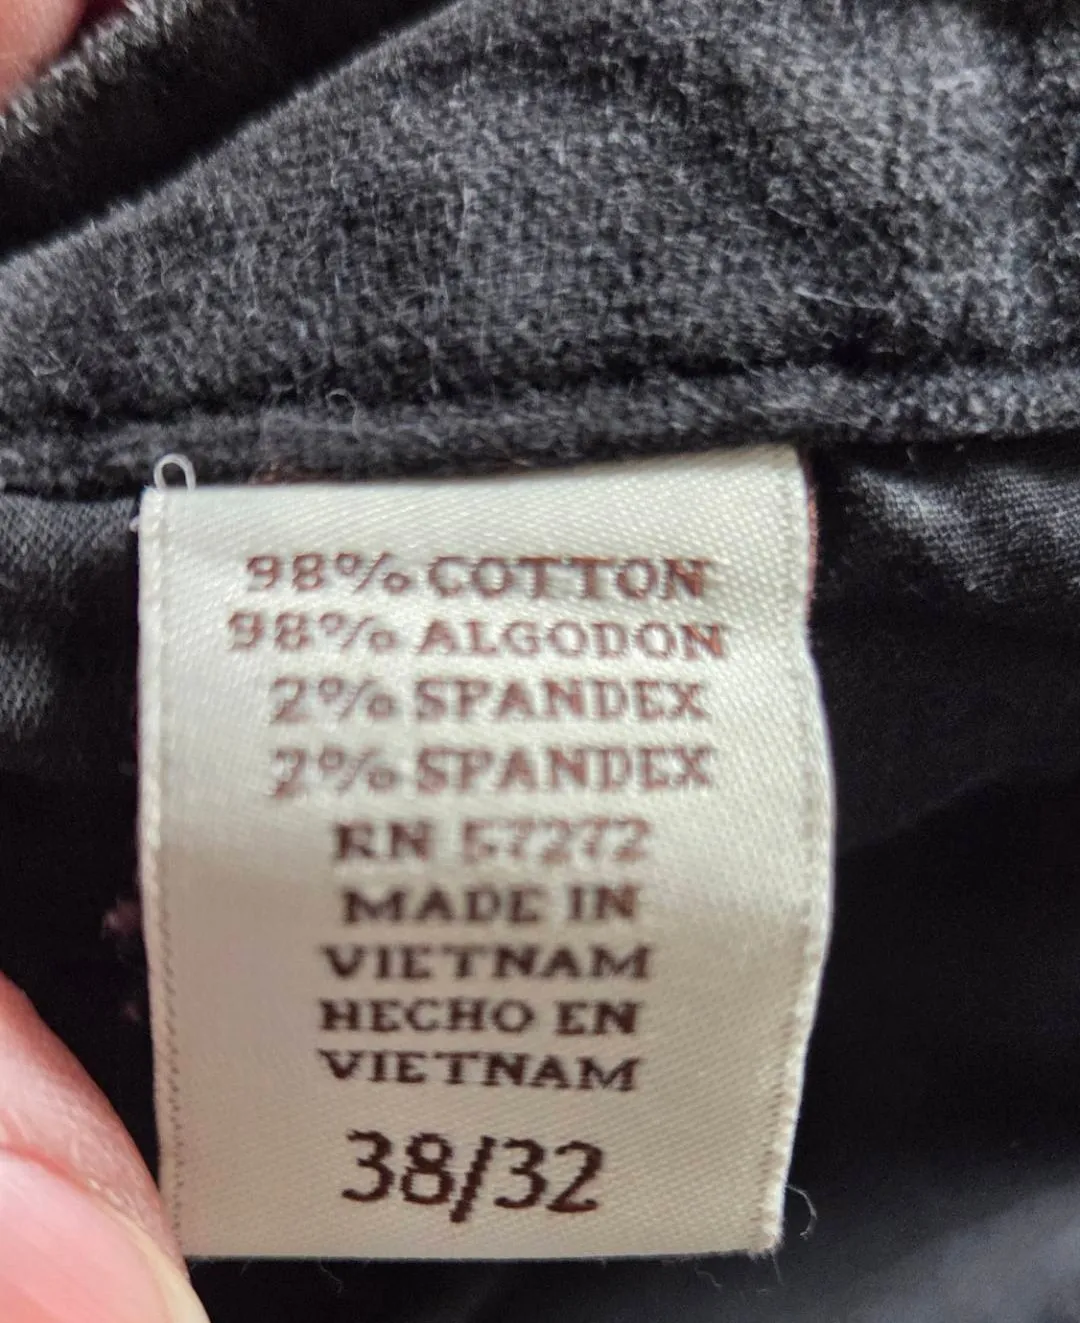 98% COTTON
98% ALGODON
2% SPANDEX
2% SPANDEX
RN 57272
MADE IN
VIETNAM
HECHO EN
VIETNAM
38/32